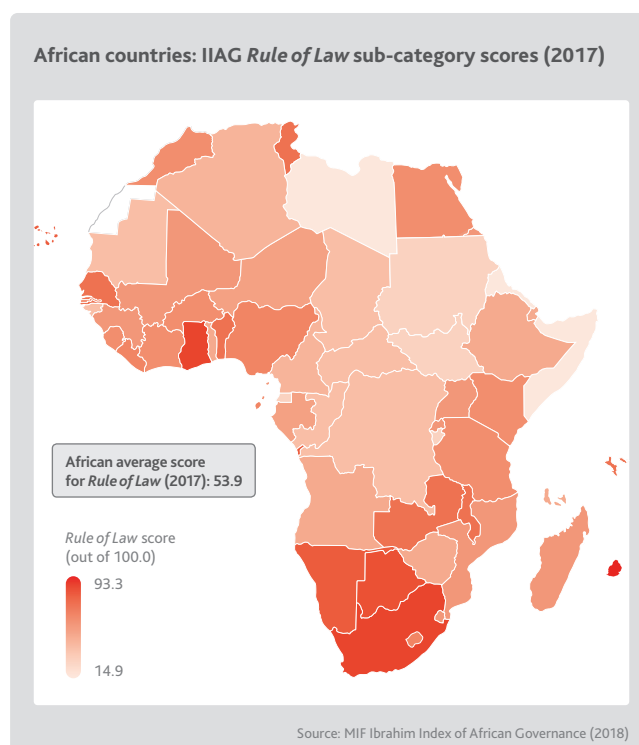 African countries: IIAG Rule of Law sub-category scores (2017)
African average score
for Rule of Law (2017): 53.9
Rule of Law score
(out of 100.0)
93.3
14.9
Source: MIF Ibrahim Index of African Governance (2018)